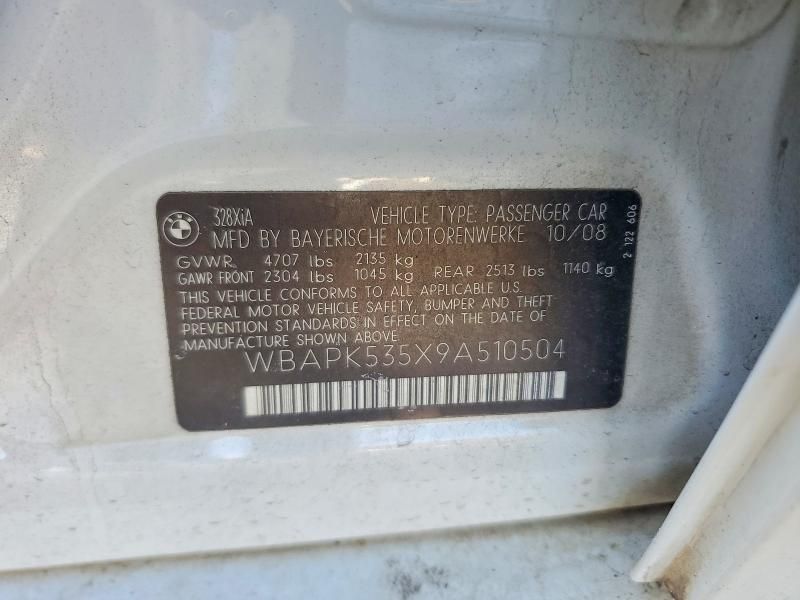 BMW
328XiA VEHICLE TYPE: PASSENGER CAR
MFD BY BAYERISCHE MOTORENWERKE 10/08
GVWR 4707 lbs 2135 kg
GAWR FRONT 2304 lbs 1045 kg REAR 2513 lbs 1140 kg
THIS VEHICLE CONFORMS TO ALL APPLICABLE U.S.
FEDERAL MOTOR VEHICLE SAFETY, BUMPER AND THEFT
PREVENTION STANDARDS IN EFFECT ON THE DATE OF
MANUFACTURE SHOWN ABOVE.
WBAPK535X9A510504
2 122 606